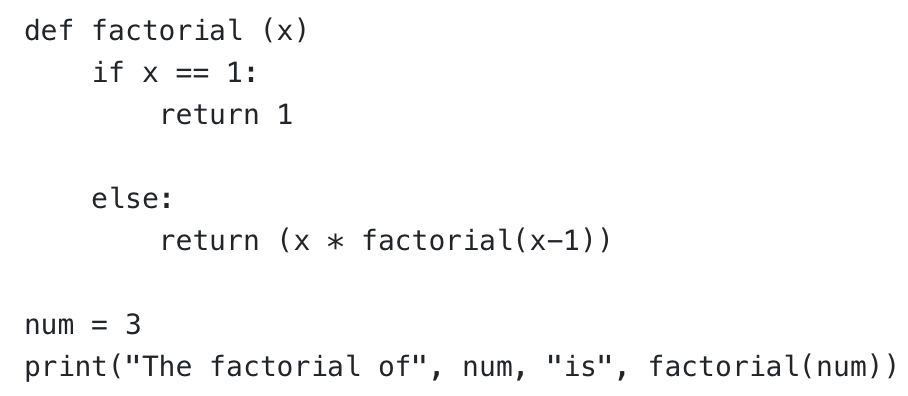 def factorial (x)
    if x == 1:
        return 1

    else:
        return (x * factorial(x-1))

num = 3
print("The factorial of", num, "is", factorial(num))